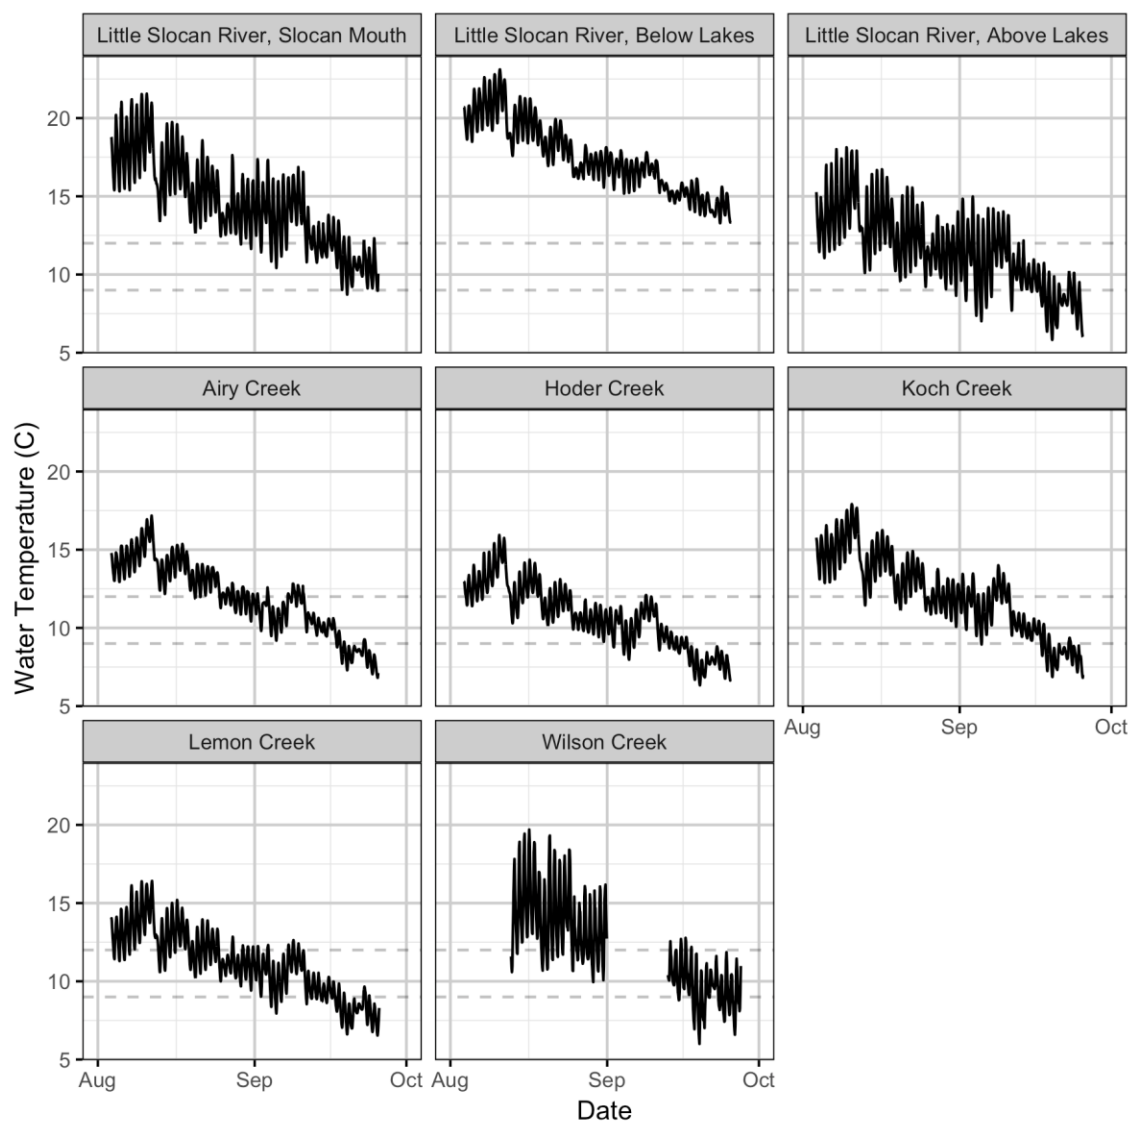 Little Slocan River, Slocan Mouth
Little Slocan River, Below Lakes
Little Slocan River, Above Lakes
20
15
10
5
Airy Creek
Hoder Creek
Koch Creek
20
15
10
5
Water Temperature (C)
Aug
Sep
Oct
Lemon Creek
Wilson Creek
20
15
10
5
Aug
Sep
Oct
Aug
Sep
Oct
Date